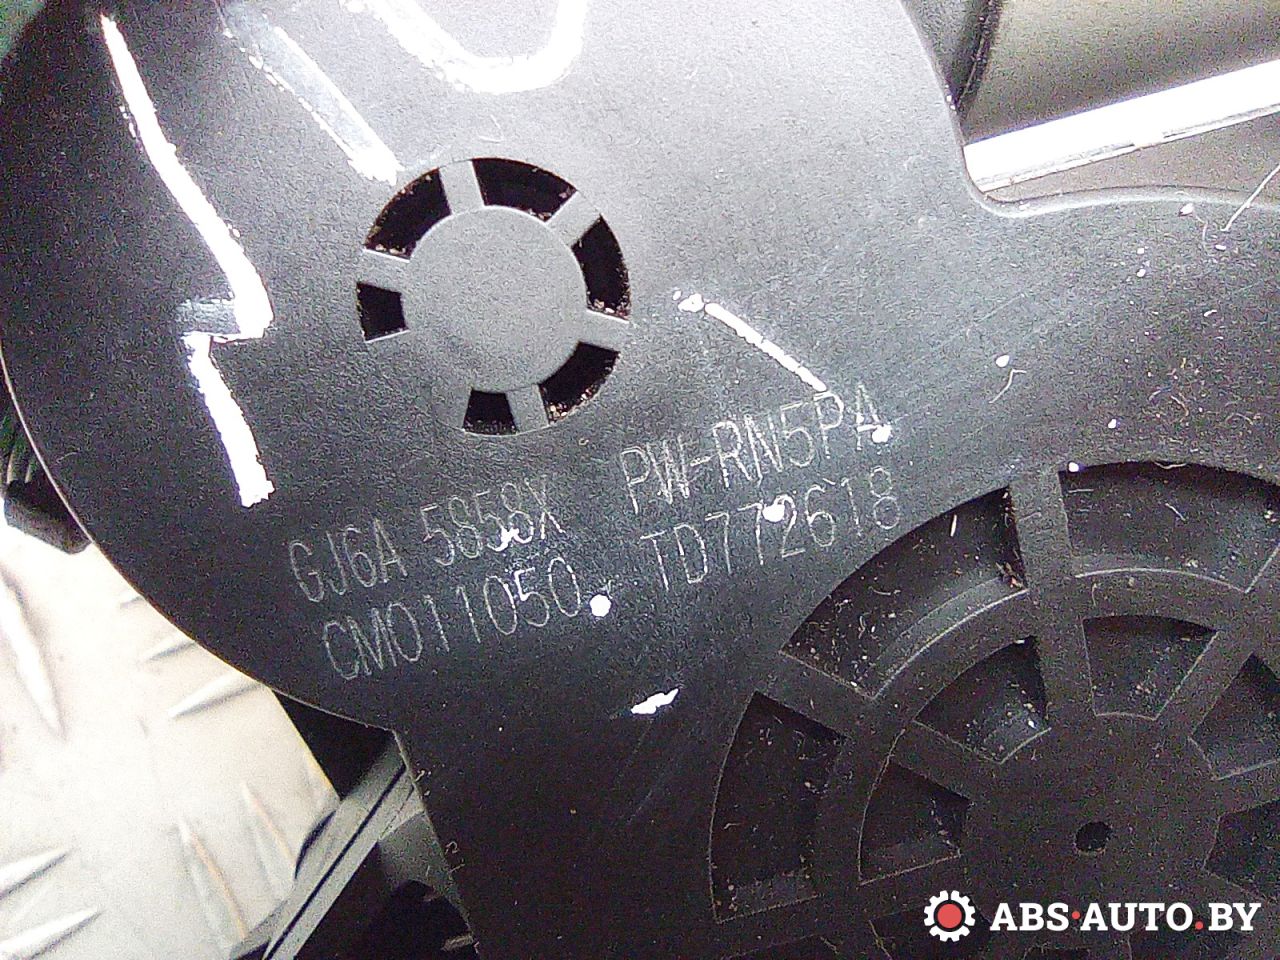 GJ6A 5858X PW-RN5PA
CM011050 TD772618
ABS·AUTO.BY